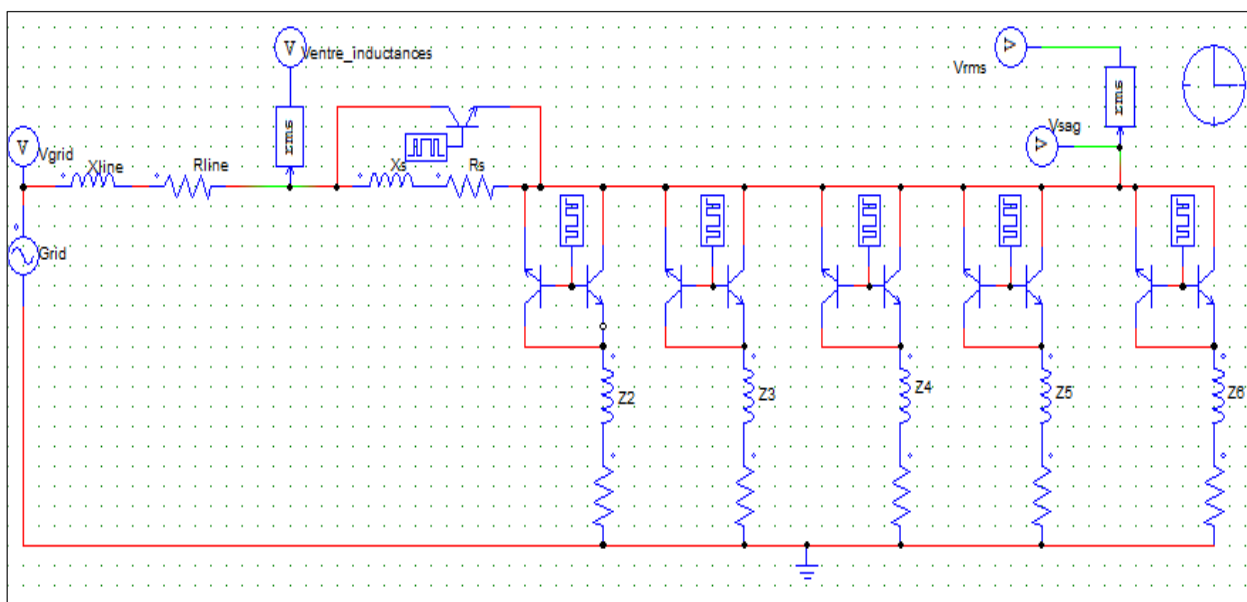 V
Ventre_inductances
V
Vrms
rms
rms
V
Vsag
V
Vgrid
Xline
Rline
Xs
Rs
Grid
Z2
Z3
Z4
Z5
Z6